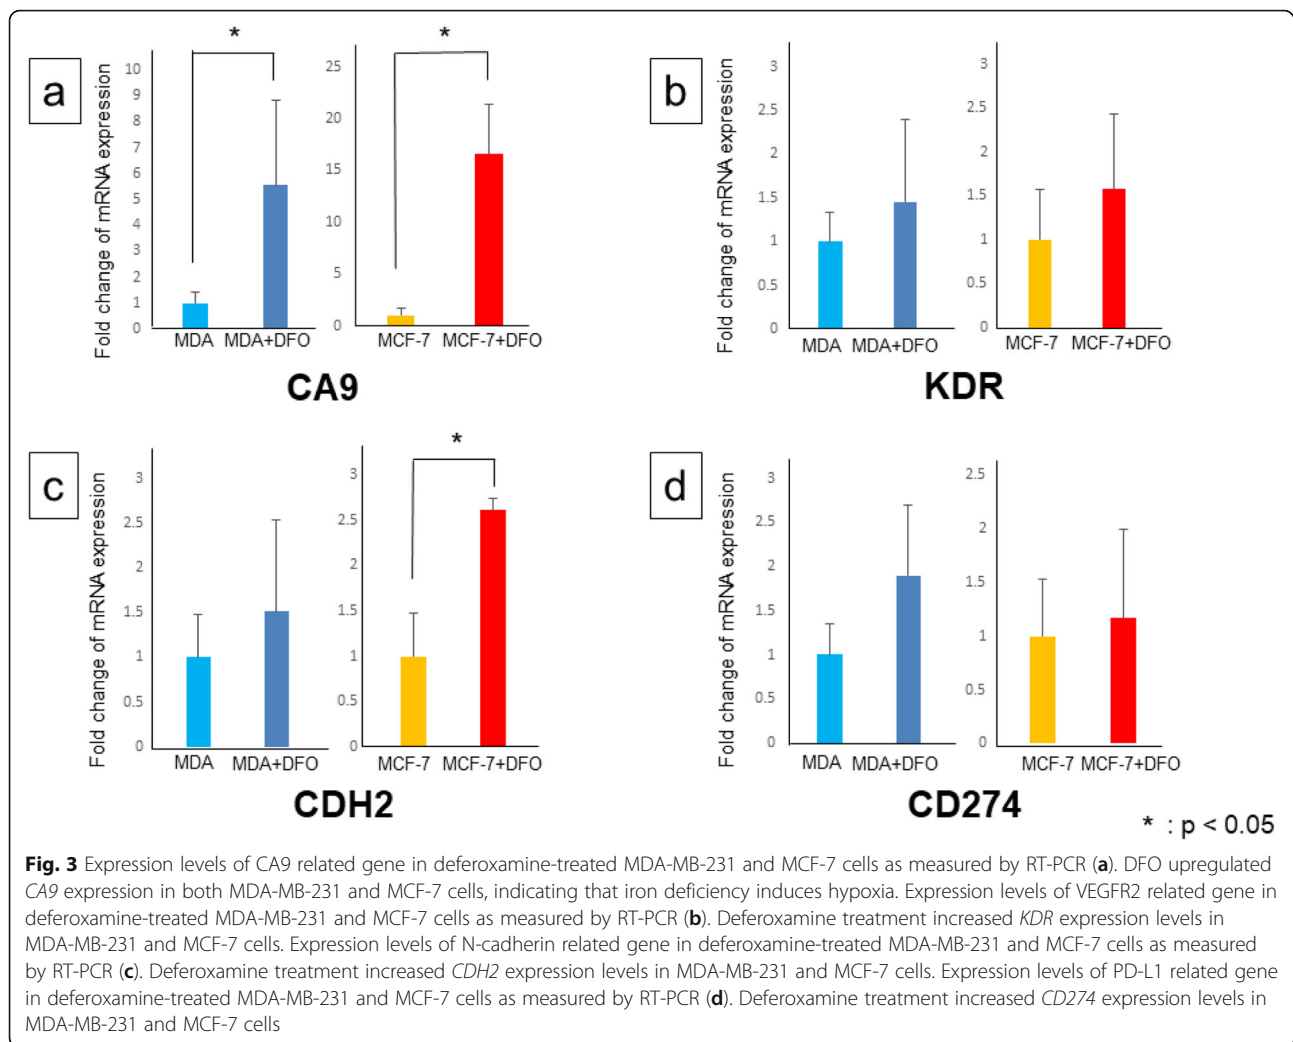 a
*
*
Fold change of mRNA expression
10
9
8
7
6
5
4
3
2
1
0
MDA MDA+DFO
25
20
15
10
5
0
MCF-7 MCF-7+DFO
CA9
b
Fold change of mRNA expression
3
2.5
2
1.5
1
0.5
0
MDA MDA+DFO
3
2.5
2
1.5
1
0.5
0
MCF-7 MCF-7+DFO
KDR
c
*
Fold change of mRNA expression
3
2.5
2
1.5
1
0.5
0
MDA MDA+DFO
3
2.5
2
1.5
1
0.5
0
MCF-7 MCF-7+DFO
CDH2
d
Fold change of mRNA expression
3
2.5
2
1.5
1
0.5
0
MDA MDA+DFO
2.5
2
1.5
1
0.5
0
MCF-7 MCF-7+DFO
CD274
* : p < 0.05
Fig. 3 Expression levels of CA9 related gene in deferoxamine-treated MDA-MB-231 and MCF-7 cells as measured by RT-PCR (a). DFO upregulated
CA9 expression in both MDA-MB-231 and MCF-7 cells, indicating that iron deficiency induces hypoxia. Expression levels of VEGFR2 related gene in
deferoxamine-treated MDA-MB-231 and MCF-7 cells as measured by RT-PCR (b). Deferoxamine treatment increased KDR expression levels in
MDA-MB-231 and MCF-7 cells. Expression levels of N-cadherin related gene in deferoxamine-treated MDA-MB-231 and MCF-7 cells as measured
by RT-PCR (c). Deferoxamine treatment increased CDH2 expression levels in MDA-MB-231 and MCF-7 cells. Expression levels of PD-L1 related gene
in deferoxamine-treated MDA-MB-231 and MCF-7 cells as measured by RT-PCR (d). Deferoxamine treatment increased CD274 expression levels in
MDA-MB-231 and MCF-7 cells